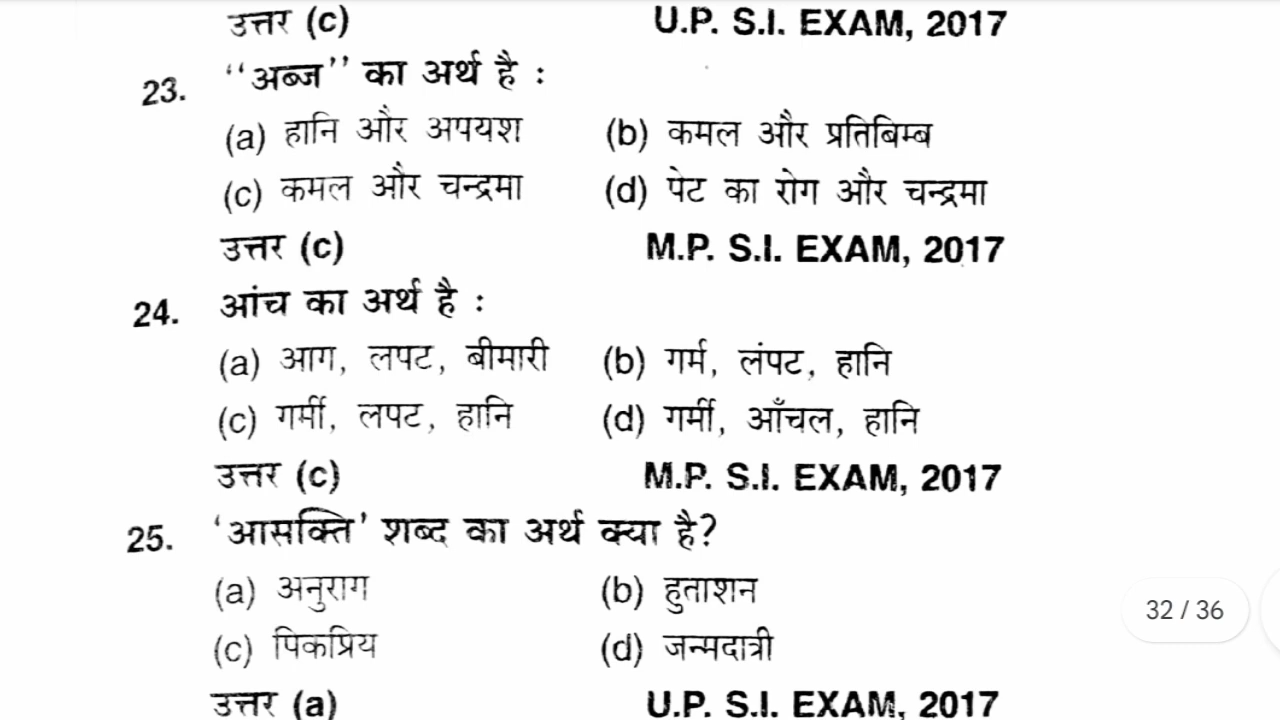 उत्तर (c) U.P. S.I. EXAM, 2017
23. ‘‘अब्ज’’ का अर्थ है :
(a) हानि और अपयश (b) कमल और प्रतिबिम्ब
(c) कमल और चन्द्रमा (d) पेट का रोग और चन्द्रमा
उत्तर (c) M.P. S.I. EXAM, 2017
24. आंच का अर्थ है :
(a) आग, लपट, बीमारी (b) गर्म, लंपट, हानि
(c) गर्मी, लपट, हानि (d) गर्मी, आँचल, हानि
उत्तर (c) M.P. S.I. EXAM, 2017
25. ‘आसक्ति’ शब्द का अर्थ क्या है?
(a) अनुराग (b) हुताशन
32 / 36
(c) पिकप्रिय (d) जन्मदात्री
उत्तर (a) U.P. S.I. EXAM, 2017